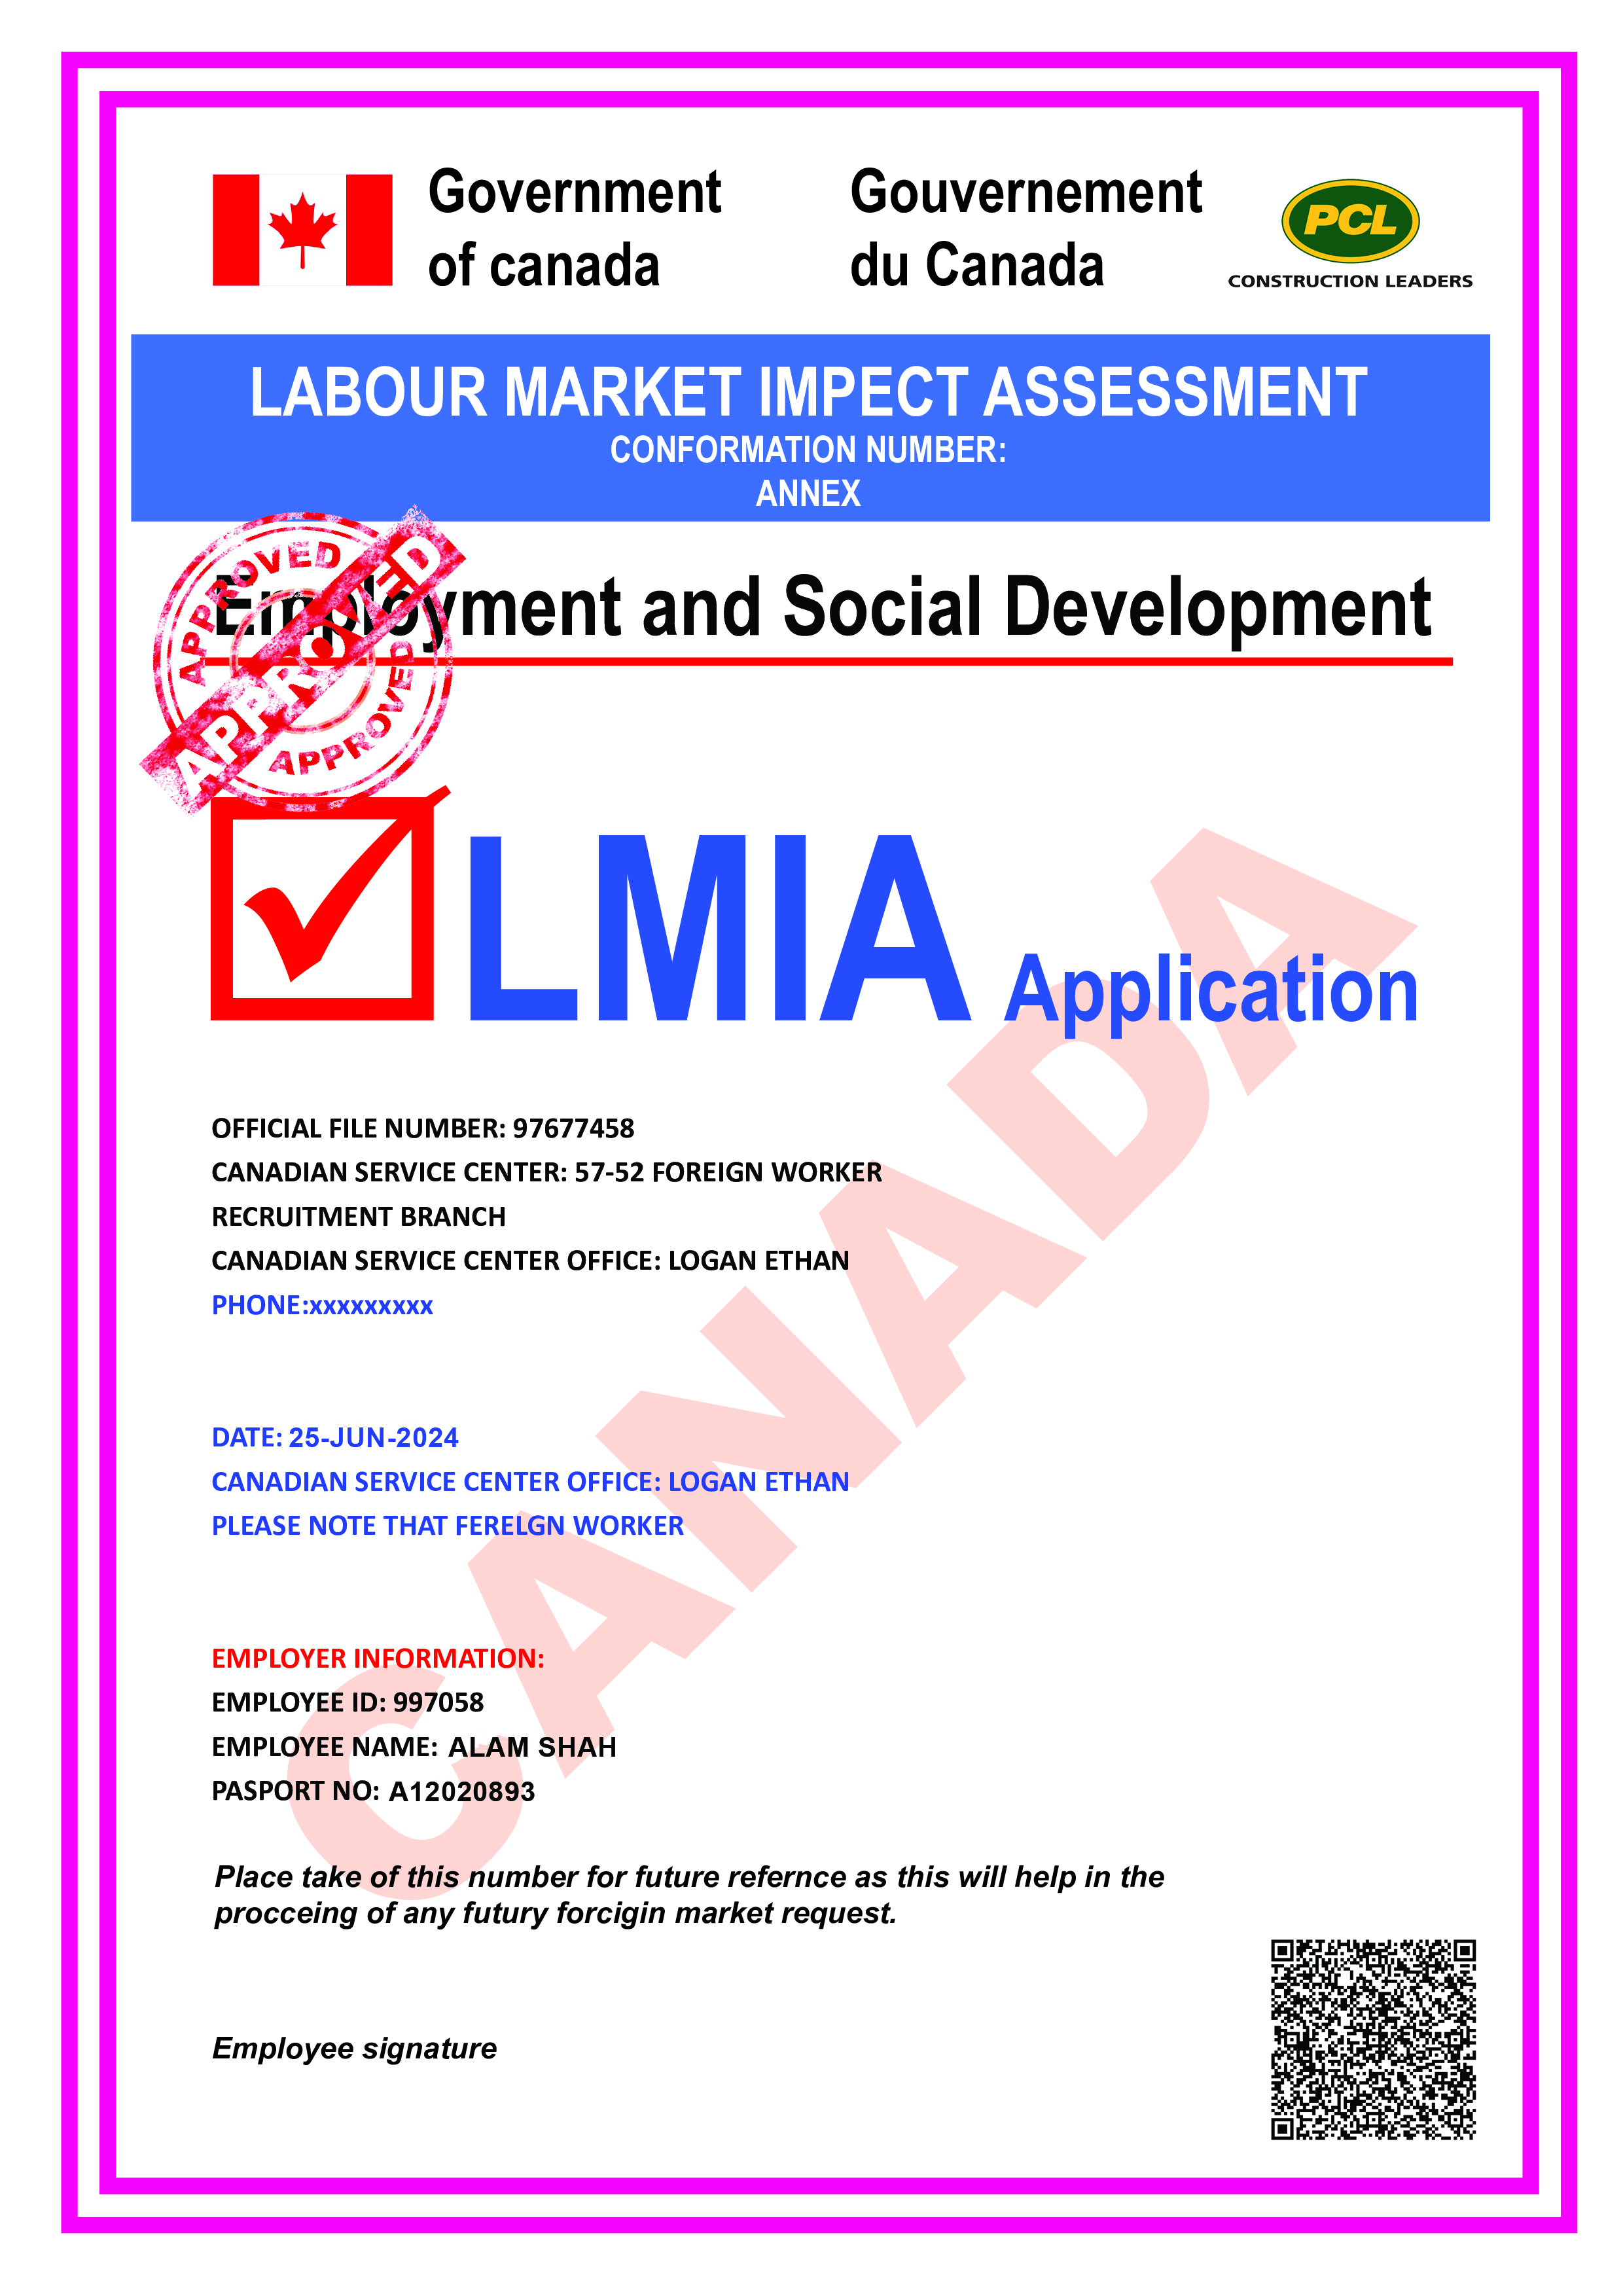 Government
of canada
Gouvernement
du Canada
PCL
CONSTRUCTION LEADERS
LABOUR MARKET IMPECT ASSESSMENT
CONFORMATION NUMBER:
ANNEX
APPROVED
APPROVED
APPROVED
Employment and Social Development
LMIA Application
CANADA
OFFICIAL FILE NUMBER: 97677458
CANADIAN SERVICE CENTER: 57-52 FOREIGN WORKER
RECRUITMENT BRANCH
CANADIAN SERVICE CENTER OFFICE: LOGAN ETHAN
PHONE:xxxxxxxxx
DATE: 25-JUN-2024
CANADIAN SERVICE CENTER OFFICE: LOGAN ETHAN
PLEASE NOTE THAT FERELGN WORKER
EMPLOYER INFORMATION:
EMPLOYEE ID: 997058
EMPLOYEE NAME: ALAM SHAH
PASPORT NO: A12020893
Place take of this number for future refernce as this will help in the
procceing of any futury forcigin market request.
Employee signature